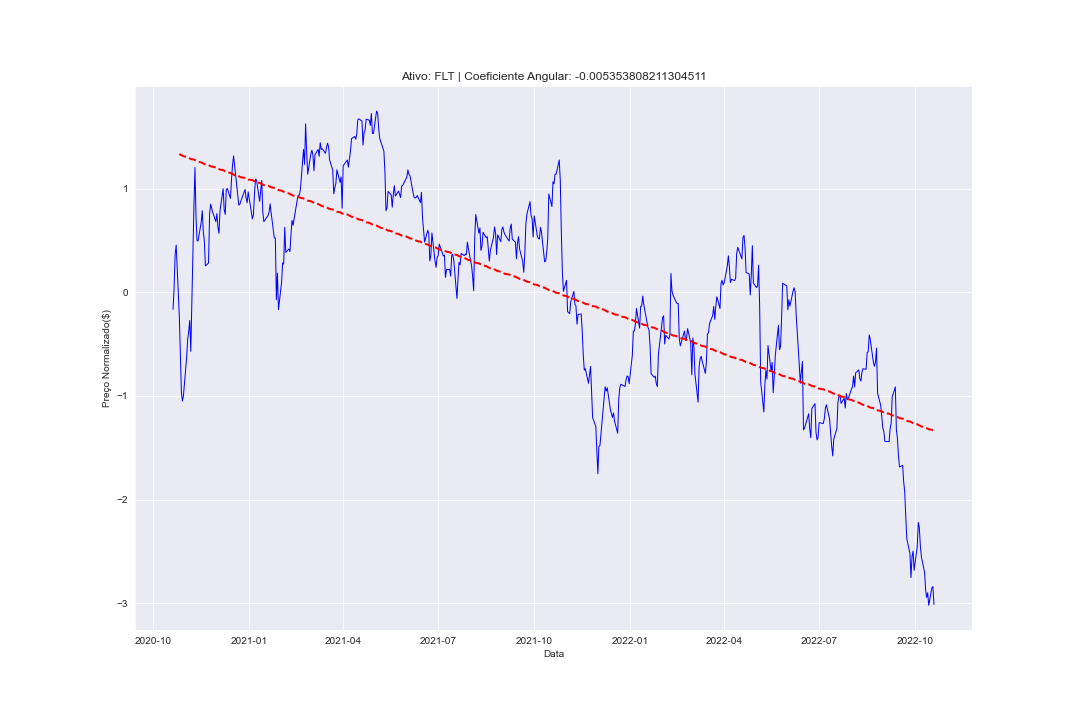 Ativo: FLT | Coeficiente Angular: -0.005353808211304511
Preço Normalizado($)
1
0
−1
−2
−3
2020-10 2021-01 2021-04 2021-07 2021-10 2022-01 2022-04 2022-07 2022-10
Data